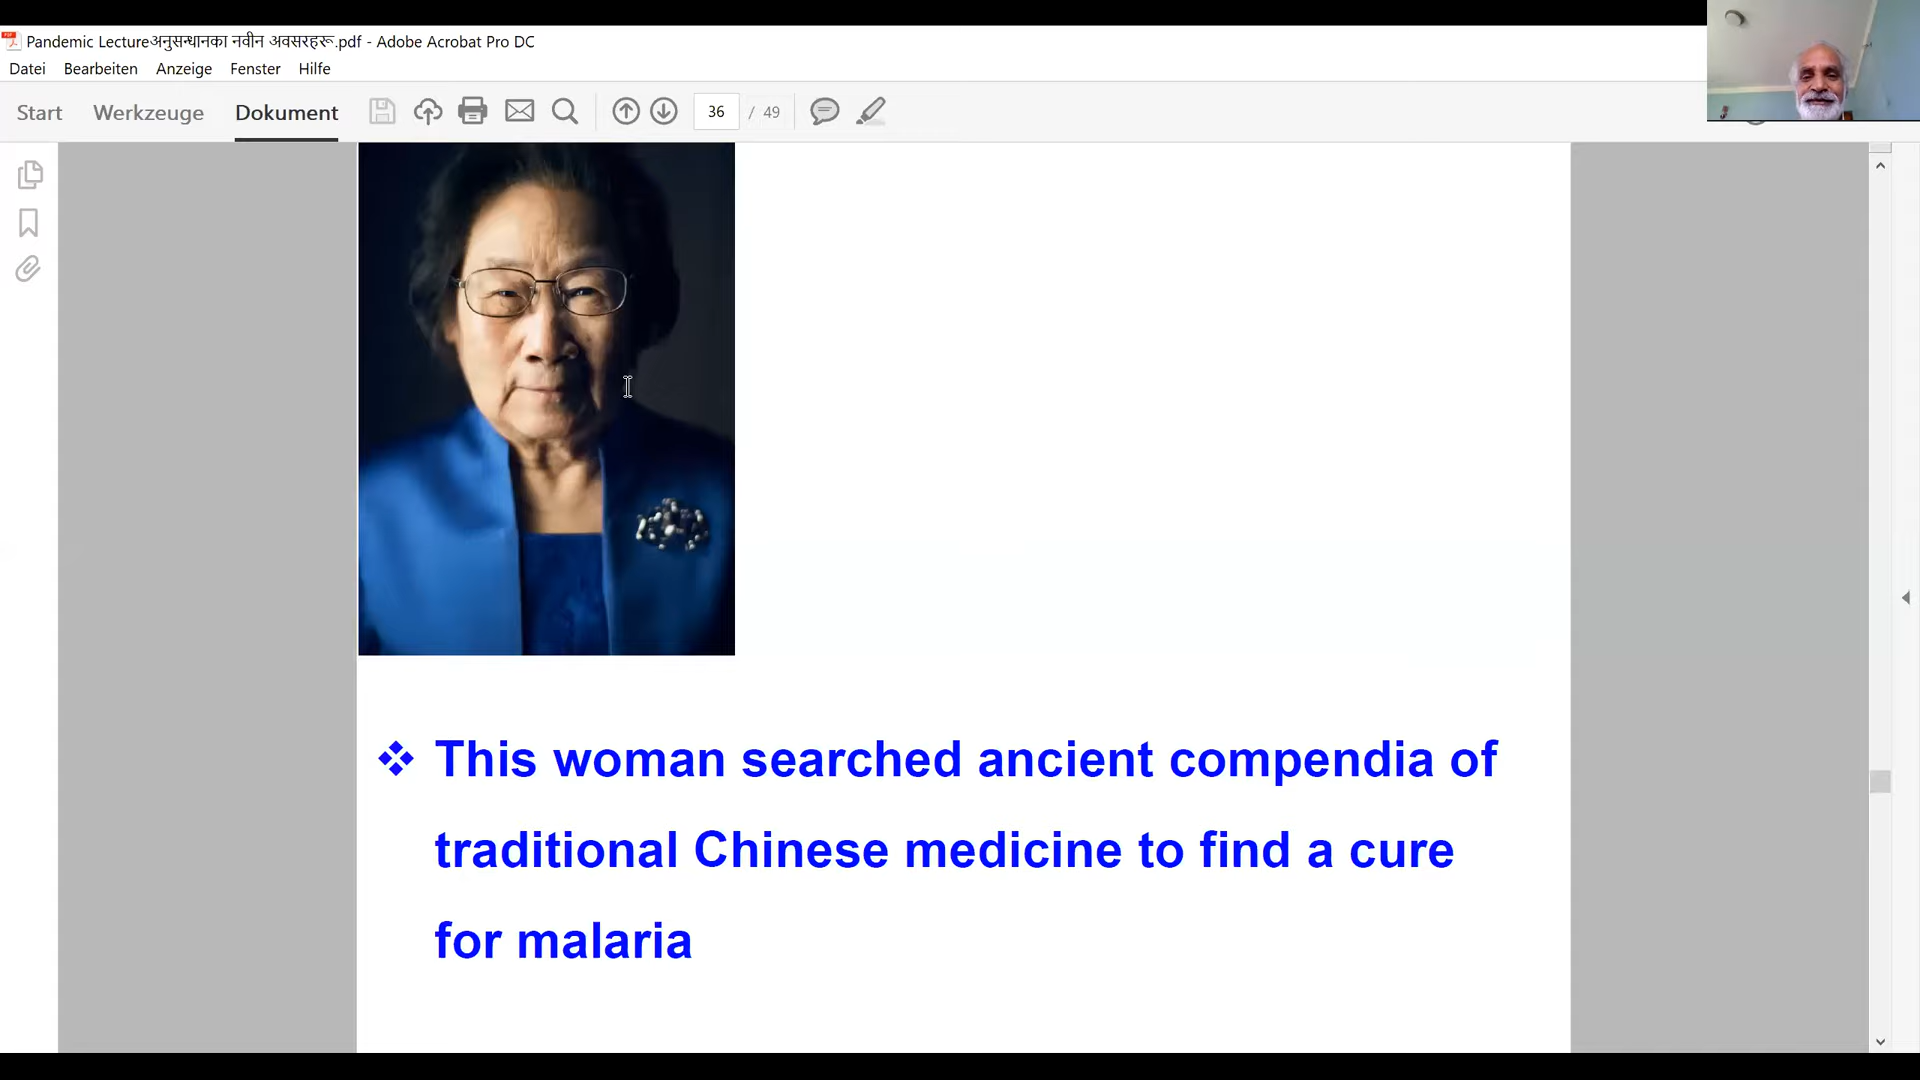 Pandemic Lectureअनुसन्धानका नवीन अवसरहरू.pdf - Adobe Acrobat Pro DC
Datei Bearbeiten Anzeige Fenster Hilfe
Start Werkzeuge Dokument 36 / 49
❖ This woman searched ancient compendia of
traditional Chinese medicine to find a cure
for malaria